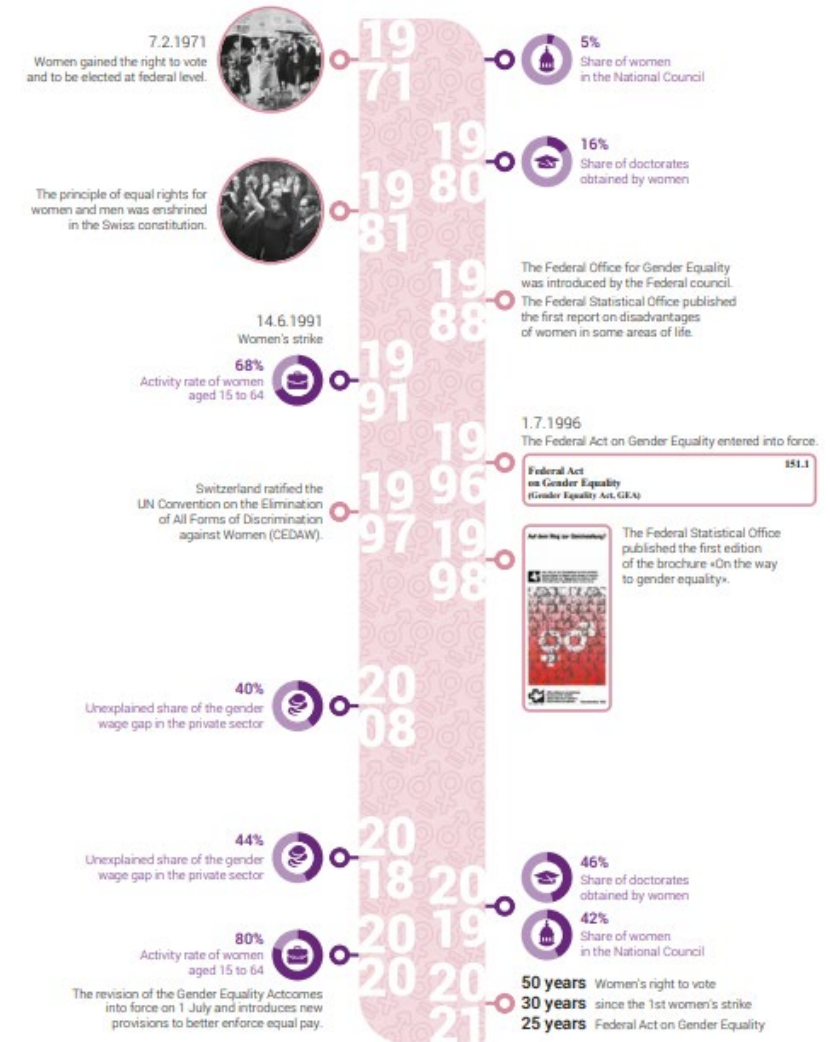 7.2.1971
Women gained the right to vote
and to be elected at federal level.
19
71
5%
Share of women
in the National Council
19
80
16%
Share of doctorates
obtained by women
The principle of equal rights for
women and men was enshrined
in the Swiss constitution.
19
81
19
88
The Federal Office for Gender Equality
was introduced by the Federal council.
The Federal Statistical Office published
the first report on disadvantages
of women in some areas of life.
14.6.1991
Women's strike
68%
Activity rate of women
aged 15 to 64
19
91
19
96
1.7.1996
The Federal Act on Gender Equality entered into force.
Federal Act
151.1
on Gender Equality
(Gender Equality Act, GEA)
Switzerland ratified the
UN Convention on the Elimination
of All Forms of Discrimination
against Women (CEDAW).
19
97
19
98
Auf dem Weg zur Gleichstellung?
The Federal Statistical Office
published the first edition
of the brochure «On the way
to gender equality».
40%
Unexplained share of the gender
wage gap in the private sector
20
08
44%
Unexplained share of the gender
wage gap in the private sector
20
18
20
19
46%
Share of doctorates
obtained by women
42%
Share of women
in the National Council
80%
Activity rate of women
aged 15 to 64
The revision of the Gender Equality Actcomes
into force on 1 July and introduces new
provisions to better enforce equal pay.
20
20
20
21
50 years Women's right to vote
30 years since the 1st women's strike
25 years Federal Act on Gender Equality